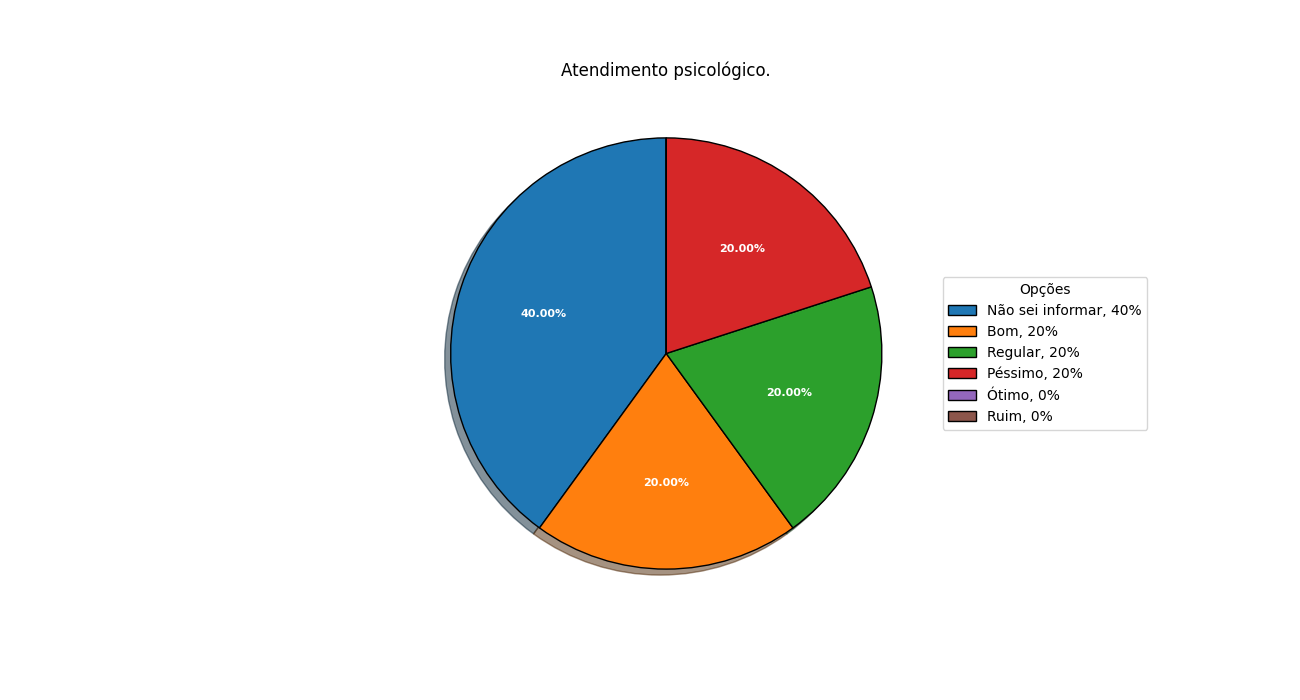 Atendimento psicológico.
20.00%
40.00%
20.00%
20.00%
Opções
Não sei informar, 40%
Bom, 20%
Regular, 20%
Péssimo, 20%
Ótimo, 0%
Ruim, 0%